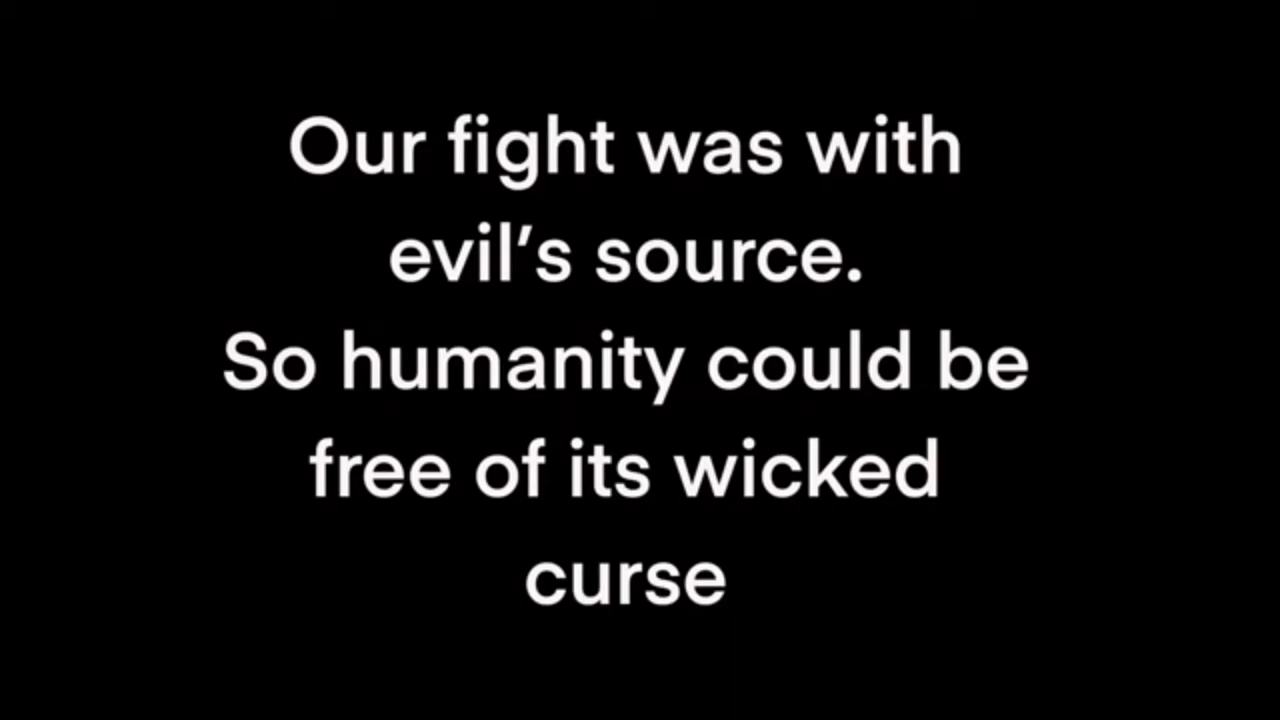 Our fight was with
evil’s source.
So humanity could be
free of its wicked
curse